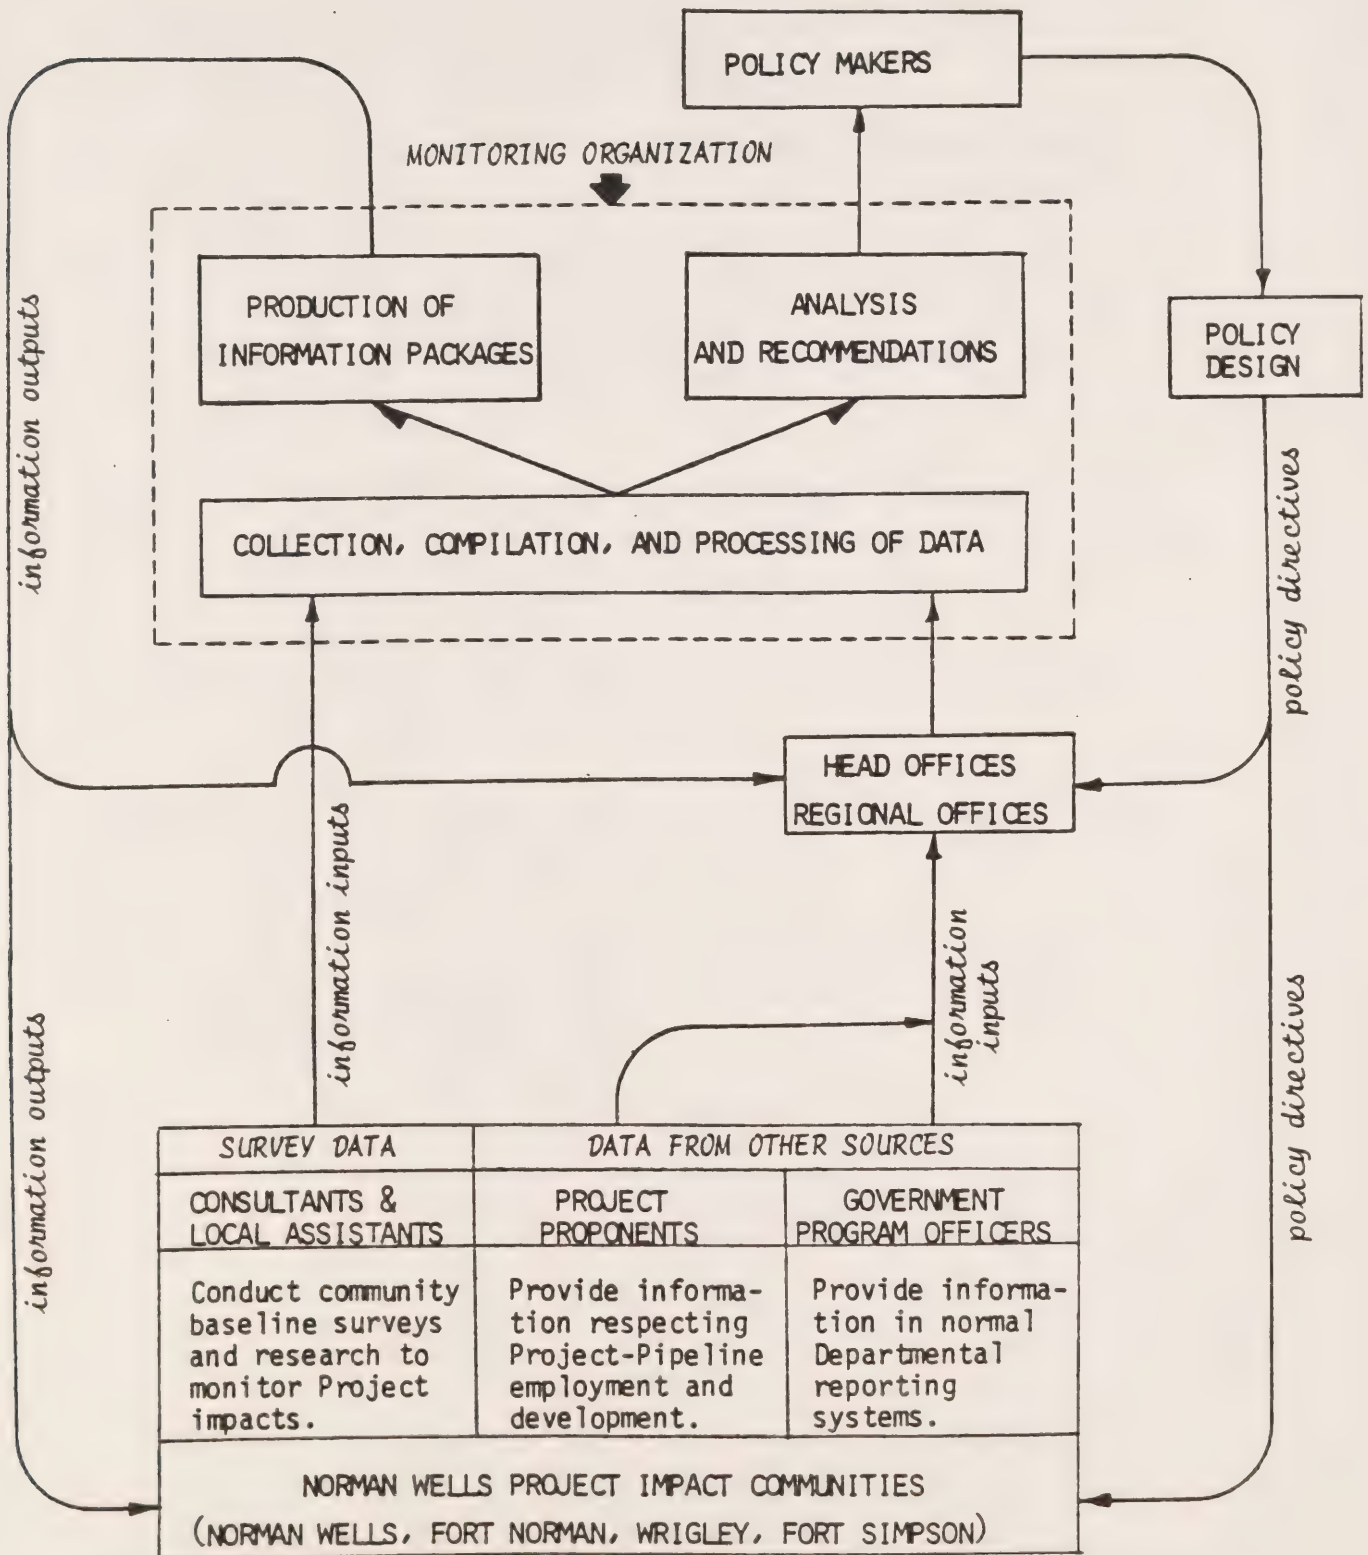 POLICY MAKERS
MONITORING ORGANIZATION
PRODUCTION OF
INFORMATION PACKAGES
ANALYSIS
AND RECOMMENDATIONS
POLICY
DESIGN
information outputs
COLLECTION, COMPILATION, AND PROCESSING OF DATA
policy directives
HEAD OFFICES
REGIONAL OFFICES
information inputs
information
inputs
information outputs
policy directives
SURVEY DATA
DATA FROM OTHER SOURCES
CONSULTANTS &
LOCAL ASSISTANTS
PROJECT
PROPONENTS
GOVERNMENT
PROGRAM OFFICERS
Conduct community
baseline surveys
and research to
monitor Project
impacts.
Provide informa-
tion respecting
Project-Pipeline
employment and
development.
Provide informa-
tion in normal
Departmental
reporting
systems.
NORMAN WELLS PROJECT IMPACT COMMUNITIES
(NORMAN WELLS, FORT NORMAN, WRIGLEY, FORT SIMPSON)